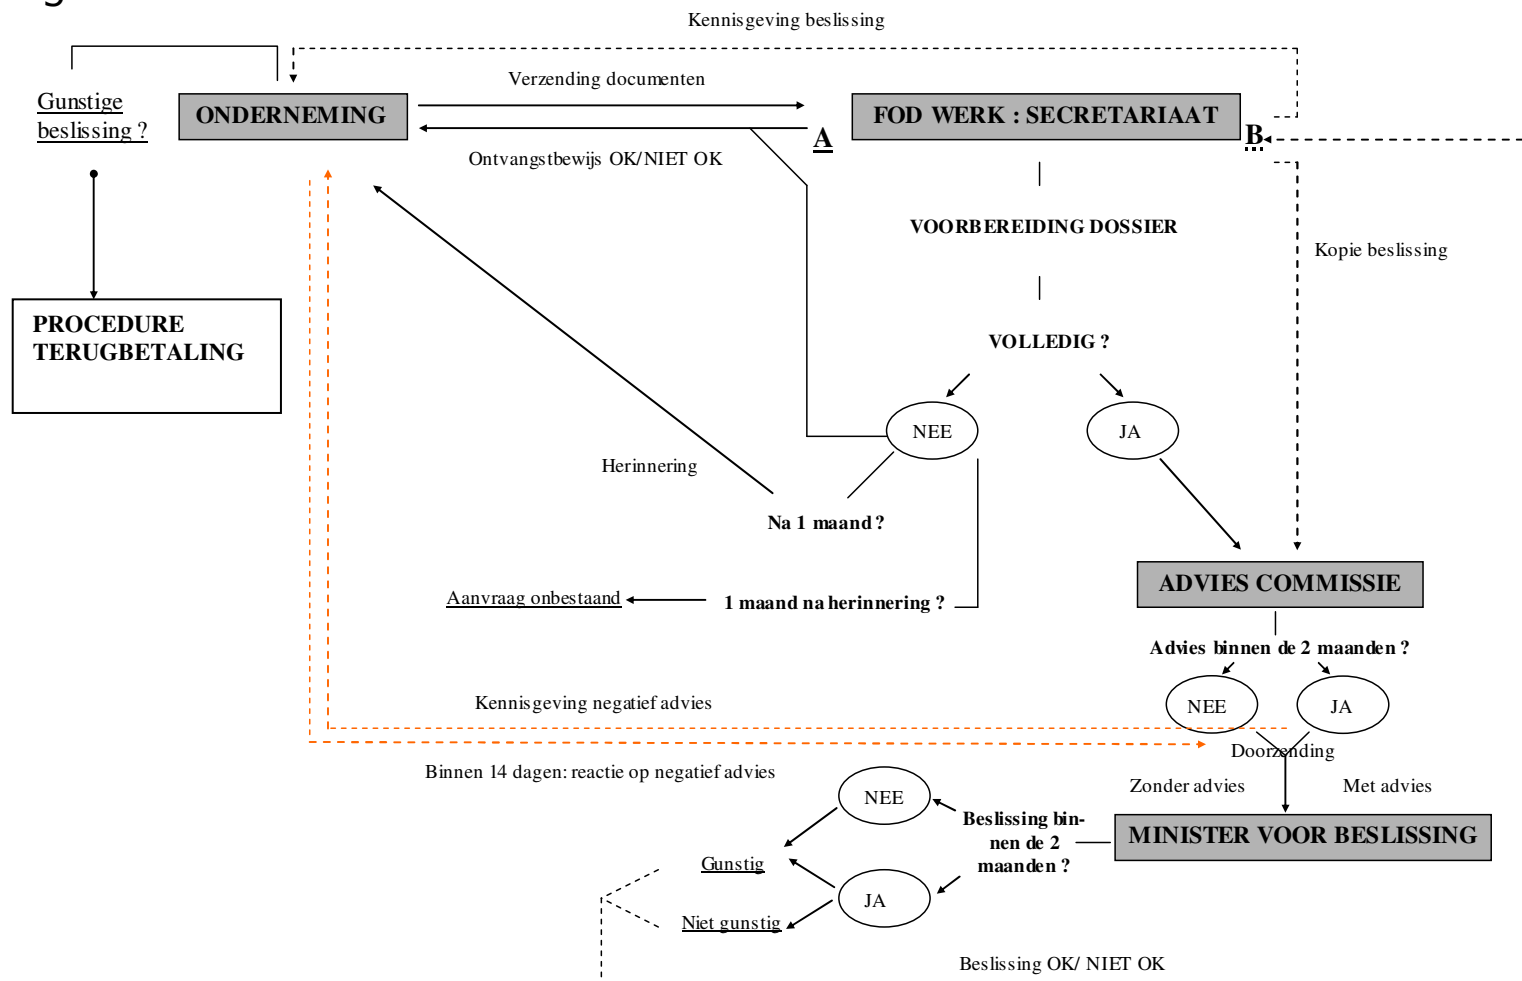 g
Kennisgeving beslissing
Verzending documenten
Gunstige
beslissing ?
ONDERNEMING
FOD WERK : SECRETARIAAT
A
B
Ontvangstbewijs OK/NIET OK
VOORBEREIDING DOSSIER
Kopie beslissing
PROCEDURE
TERUGBETALING
VOLLEDIG ?
NEE
JA
Herinnering
Na 1 maand ?
ADVIES COMMISSIE
Aanvraag onbestaand
1 maand na herinnering ?
Advies binnen de 2 maanden ?
Kennisgeving negatief advies
NEE
JA
Doorzending
Binnen 14 dagen: reactie op negatief advies
Zonder advies
Met advies
NEE
Beslissing bin-
nen de 2
maanden ?
MINISTER VOOR BESLISSING
Gunstig
JA
Niet gunstig
Beslissing OK/ NIET OK